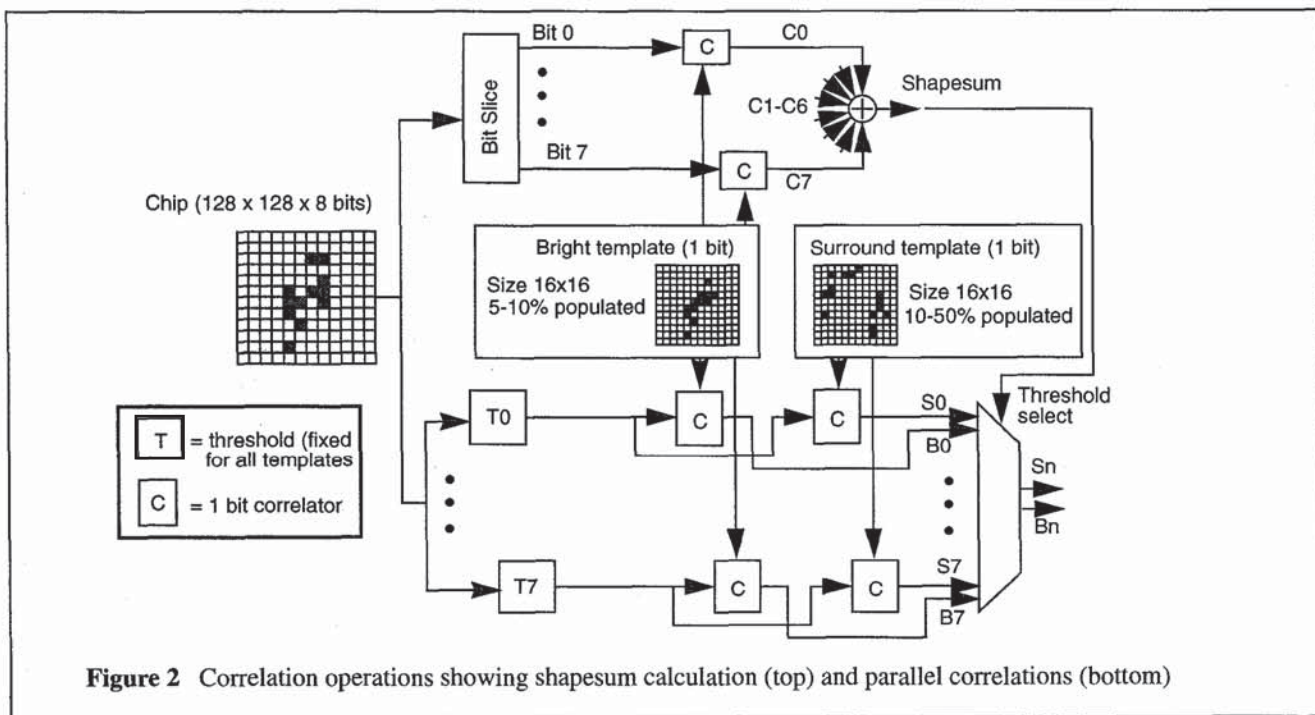 Bit 0
C
C0
Shapesum
C1-C6
Bit Slice
Bit 7
C
C7
Chip (128 x 128 x 8 bits)
Bright template (1 bit)
Size 16x16
5-10% populated
Surround template (1 bit)
Size 16x16
10-50% populated
T = threshold (fixed
for all templates
C = 1 bit correlator
T0
C
C
S0
B0
Threshold
select
Sn
Bn
T7
C
C
S7
B7
Figure 2 Correlation operations showing shapesum calculation (top) and parallel correlations (bottom)